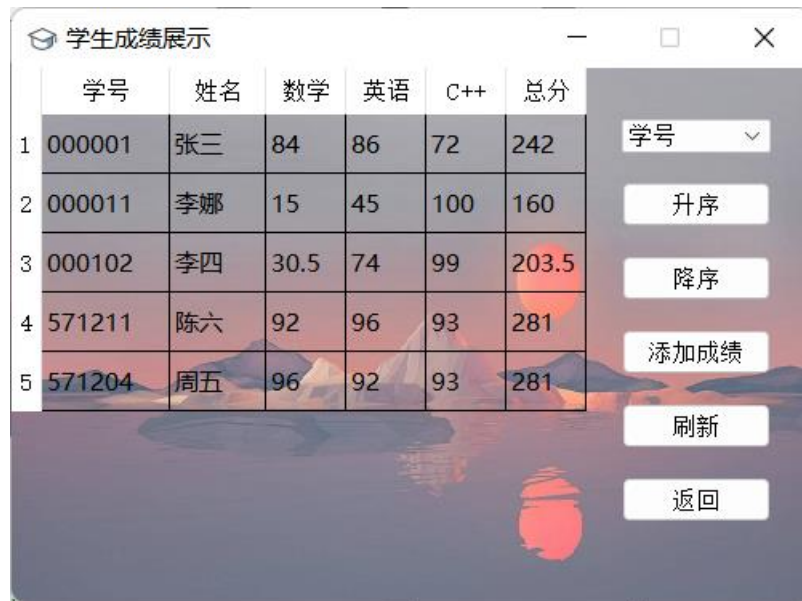 学生成绩展示
学号 姓名 数学 英语 C++ 总分
1 000001 张三 84 86 72 242
2 000011 李娜 15 45 100 160
3 000102 李四 30.5 74 99 203.5
4 571211 陈六 92 96 93 281
5 571204 周五 96 92 93 281
学号
升序
降序
添加成绩
刷新
返回